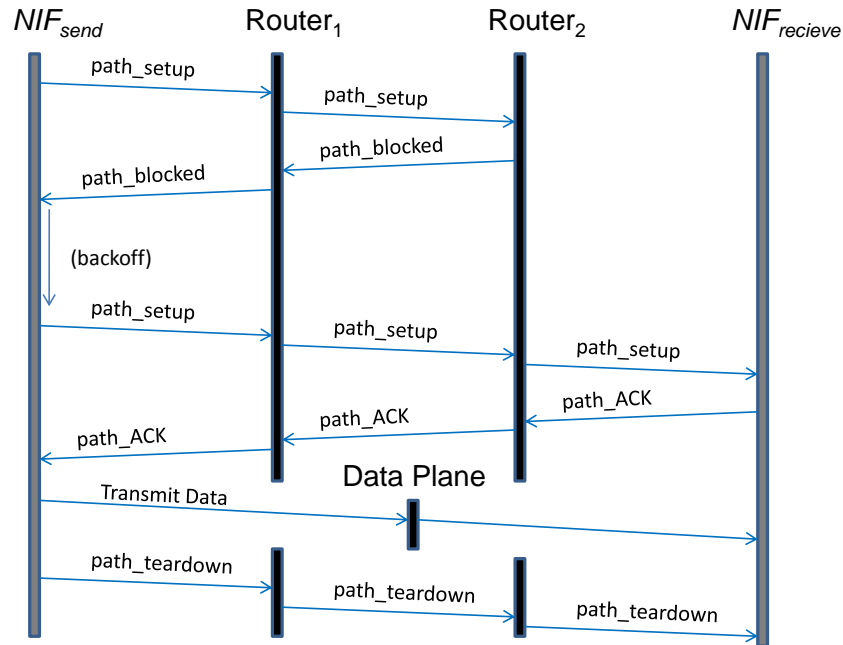 NIFsend Router1 Router2 NIFrecieve
path_setup
path_setup
path_blocked
path_blocked
(backoff)
path_setup
path_setup
path_setup
path_ACK
path_ACK
path_ACK
Data Plane
Transmit Data
path_teardown
path_teardown
path_teardown